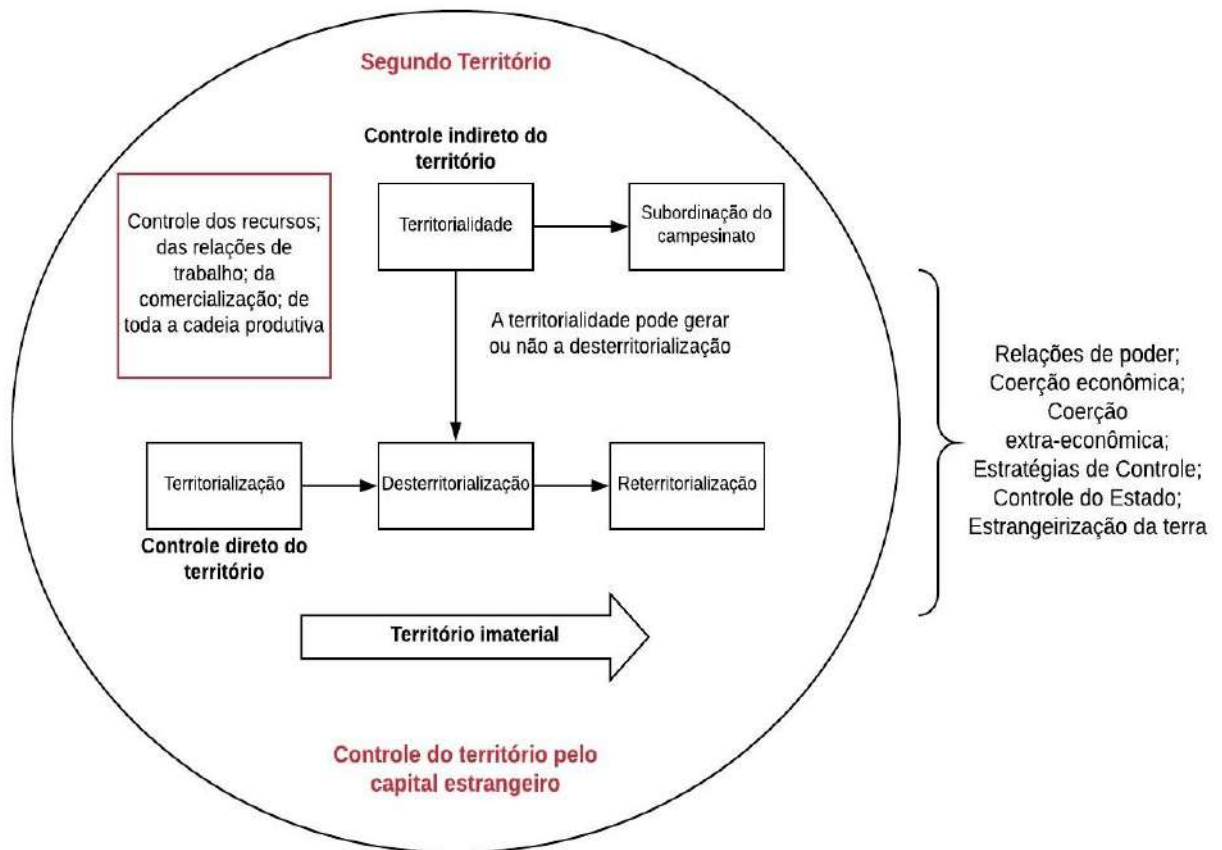 Segundo Território
Controle indireto do
território
Controle dos recursos;
das relações de
trabalho; da
comercialização; de
toda a cadeia produtiva
Territorialidade
Subordinação do
campesinato
A territorialidade pode gerar
ou não a desterritorialização
Relações de poder;
Coerção econômica;
Coerção
extra-econômica;
Estratégias de Controle;
Controle do Estado;
Estrangeirização da terra
Territorialização
Desterritorialização
Reterritorialização
Controle direto do
território
Território imaterial
Controle do território pelo
capital estrangeiro